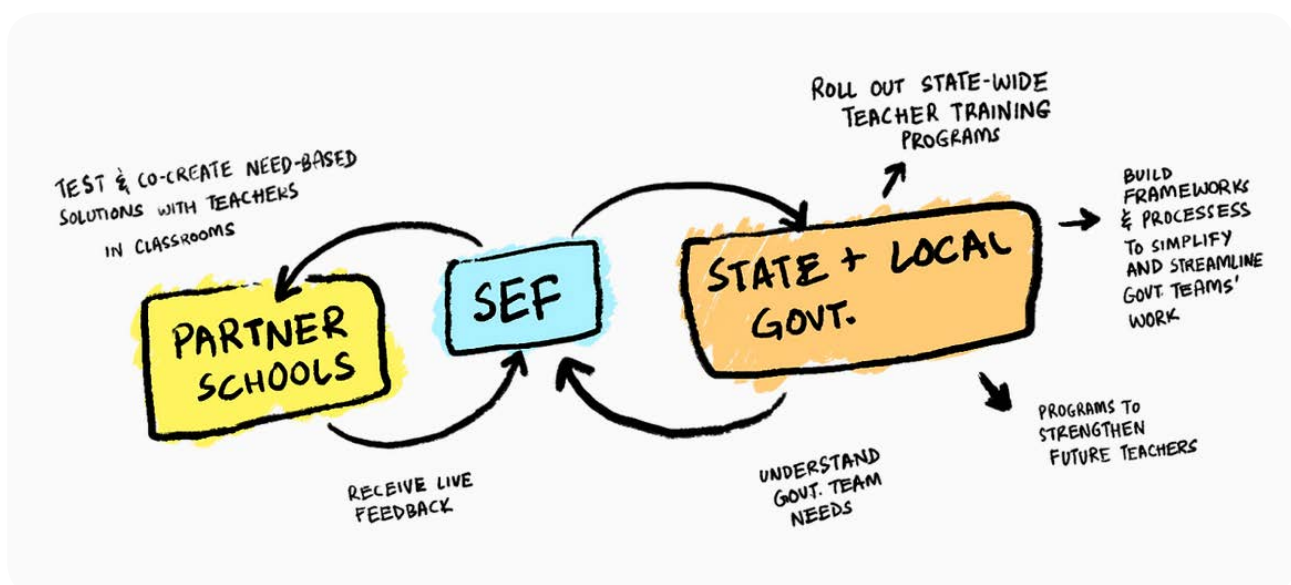 TEST & CO-CREATE NEED-BASED
SOLUTIONS WITH TEACHERS
IN CLASSROOMS
PARTNER
SCHOOLS
RECEIVE LIVE
FEEDBACK
SEF
STATE + LOCAL
GOVT.
UNDERSTAND
GOVT. TEAM
NEEDS
ROLL OUT STATE-WIDE
TEACHER TRAINING
PROGRAMS
BUILD
FRAMEWORKS
& PROCESSESS
TO SIMPLIFY
AND STREAMLINE
GOVT. TEAMS'
WORK
PROGRAMS TO
STRENGTHEN
FUTURE TEACHERS